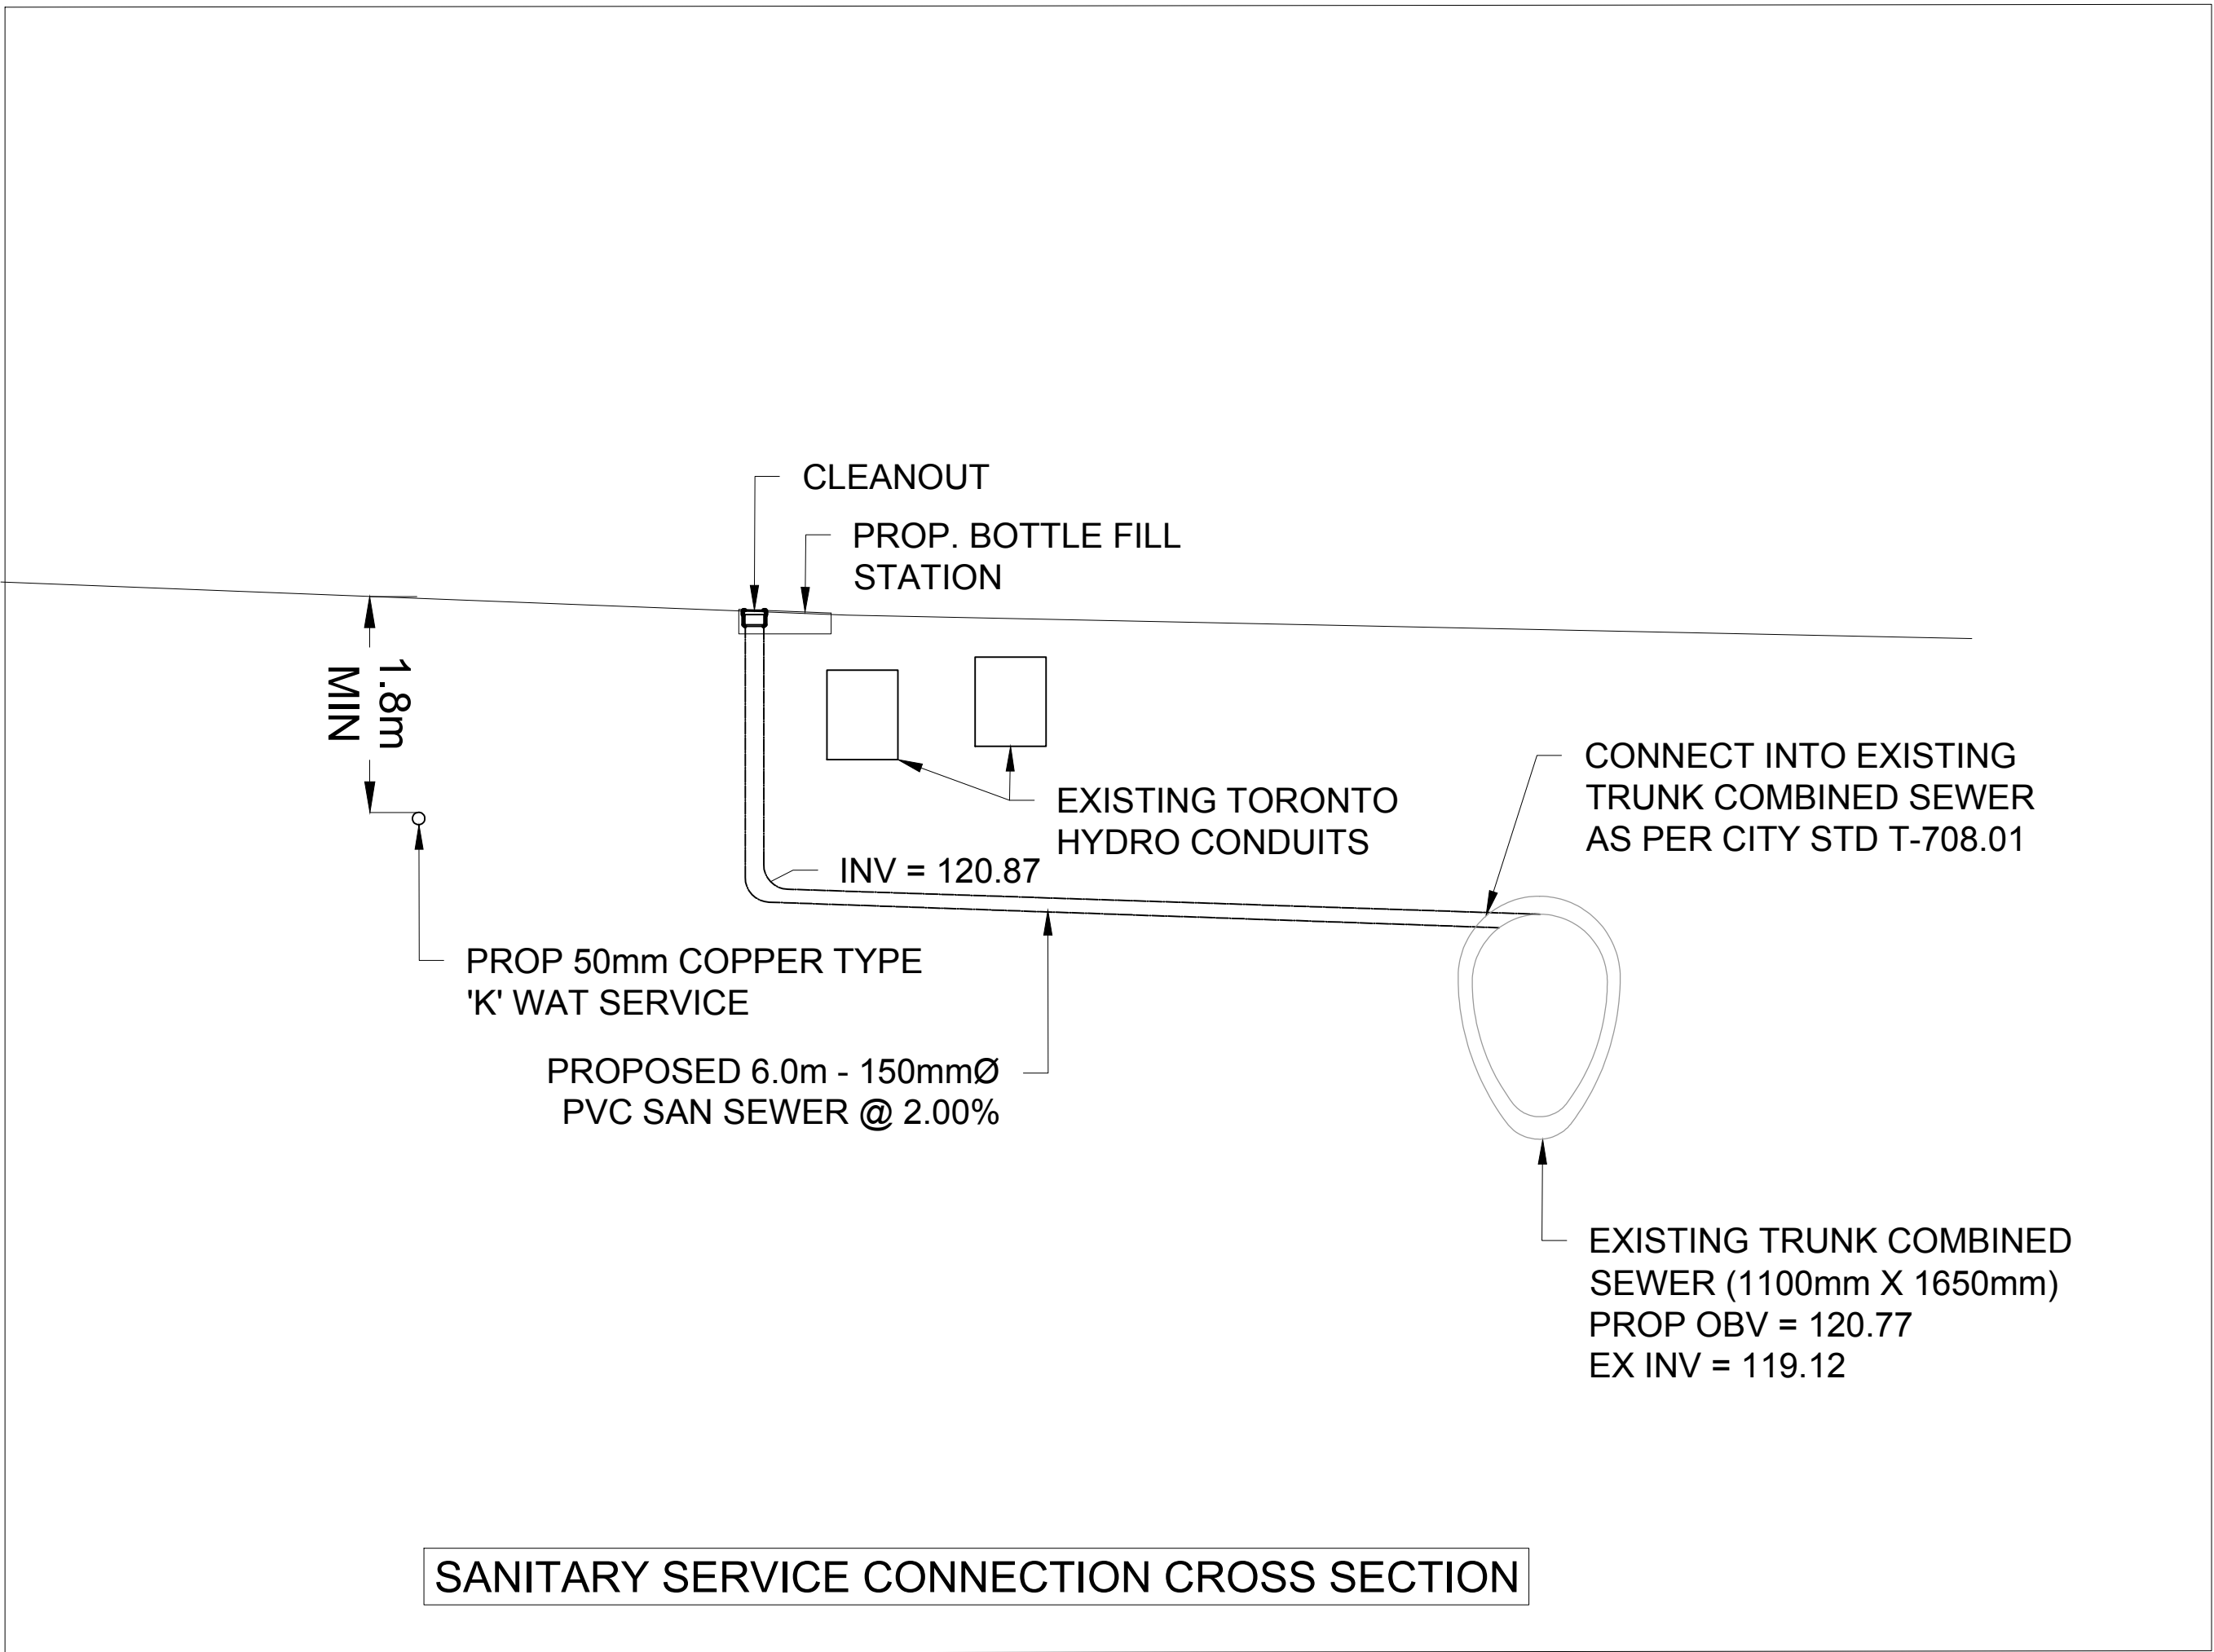 CLEANOUT
PROP. BOTTLE FILL
STATION
1.8m
MIN
CONNECT INTO EXISTING
TRUNK COMBINED SEWER
AS PER CITY STD T-708.01
EXISTING TORONTO
HYDRO CONDUITS
INV = 120.87
PROP 50mm COPPER TYPE
'K' WAT SERVICE
PROPOSED 6.0m - 150mmØ
PVC SAN SEWER @ 2.00%
EXISTING TRUNK COMBINED
SEWER (1100mm X 1650mm)
PROP OBV = 120.77
EX INV = 119.12
SANITARY SERVICE CONNECTION CROSS SECTION